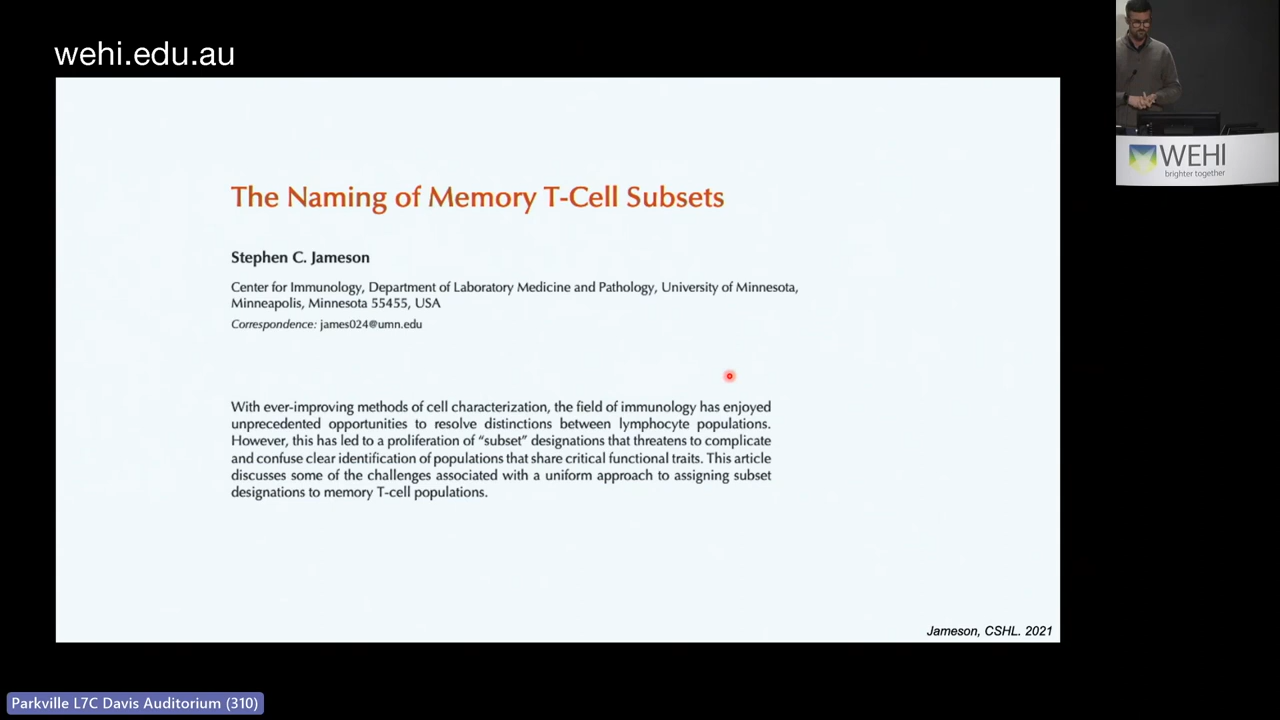 wehi.edu.au
WEHI
brighter together
The Naming of Memory T-Cell Subsets
Stephen C. Jameson
Center for Immunology, Department of Laboratory Medicine and Pathology, University of Minnesota,
Minneapolis, Minnesota 55455, USA
Correspondence: james024@umn.edu
With ever-improving methods of cell characterization, the field of immunology has enjoyed
unprecedented opportunities to resolve distinctions between lymphocyte populations.
However, this has led to a proliferation of “subset” designations that threatens to complicate
and confuse clear identification of populations that share critical functional traits. This article
discusses some of the challenges associated with a uniform approach to assigning subset
designations to memory T-cell populations.
Jameson, CSHL. 2021
Parkville L7C Davis Auditorium (310)